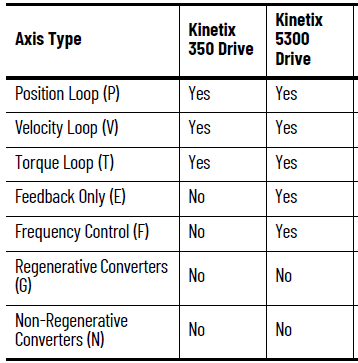 Axis Type Kinetix 350 Drive Kinetix 5300 Drive
Position Loop (P) Yes Yes
Velocity Loop (V) Yes Yes
Torque Loop (T) Yes Yes
Feedback Only (E) No Yes
Frequency Control (F) No Yes
Regenerative Converters (G) No No
Non-Regenerative Converters (N) No No